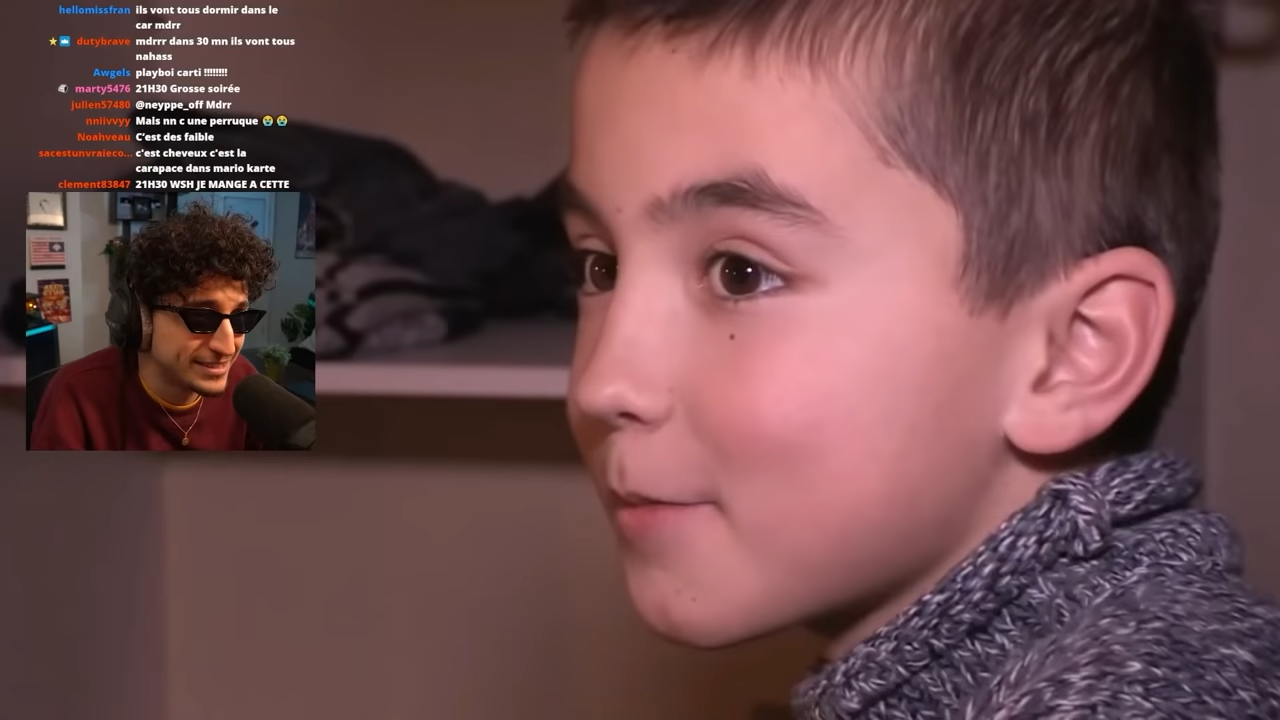 hellomissfran ils vont tous dormir dans le
car mdrr
dutybrave mdrrr dans 30 mn ils vont tous
nahass
Awgels playboi carti !!!!!!!!
marty5476 21H30 Grosse soirée
julien57480 @neyppe_off Mdrr
nniivvyy Mais nn c une perruque 😭😭
Noahveau C'est des faible
sacestunvraieco... c'est cheveux c'est la
carapace dans mario karte
clement83847 21H30 WSH JE MANGE A CETTE